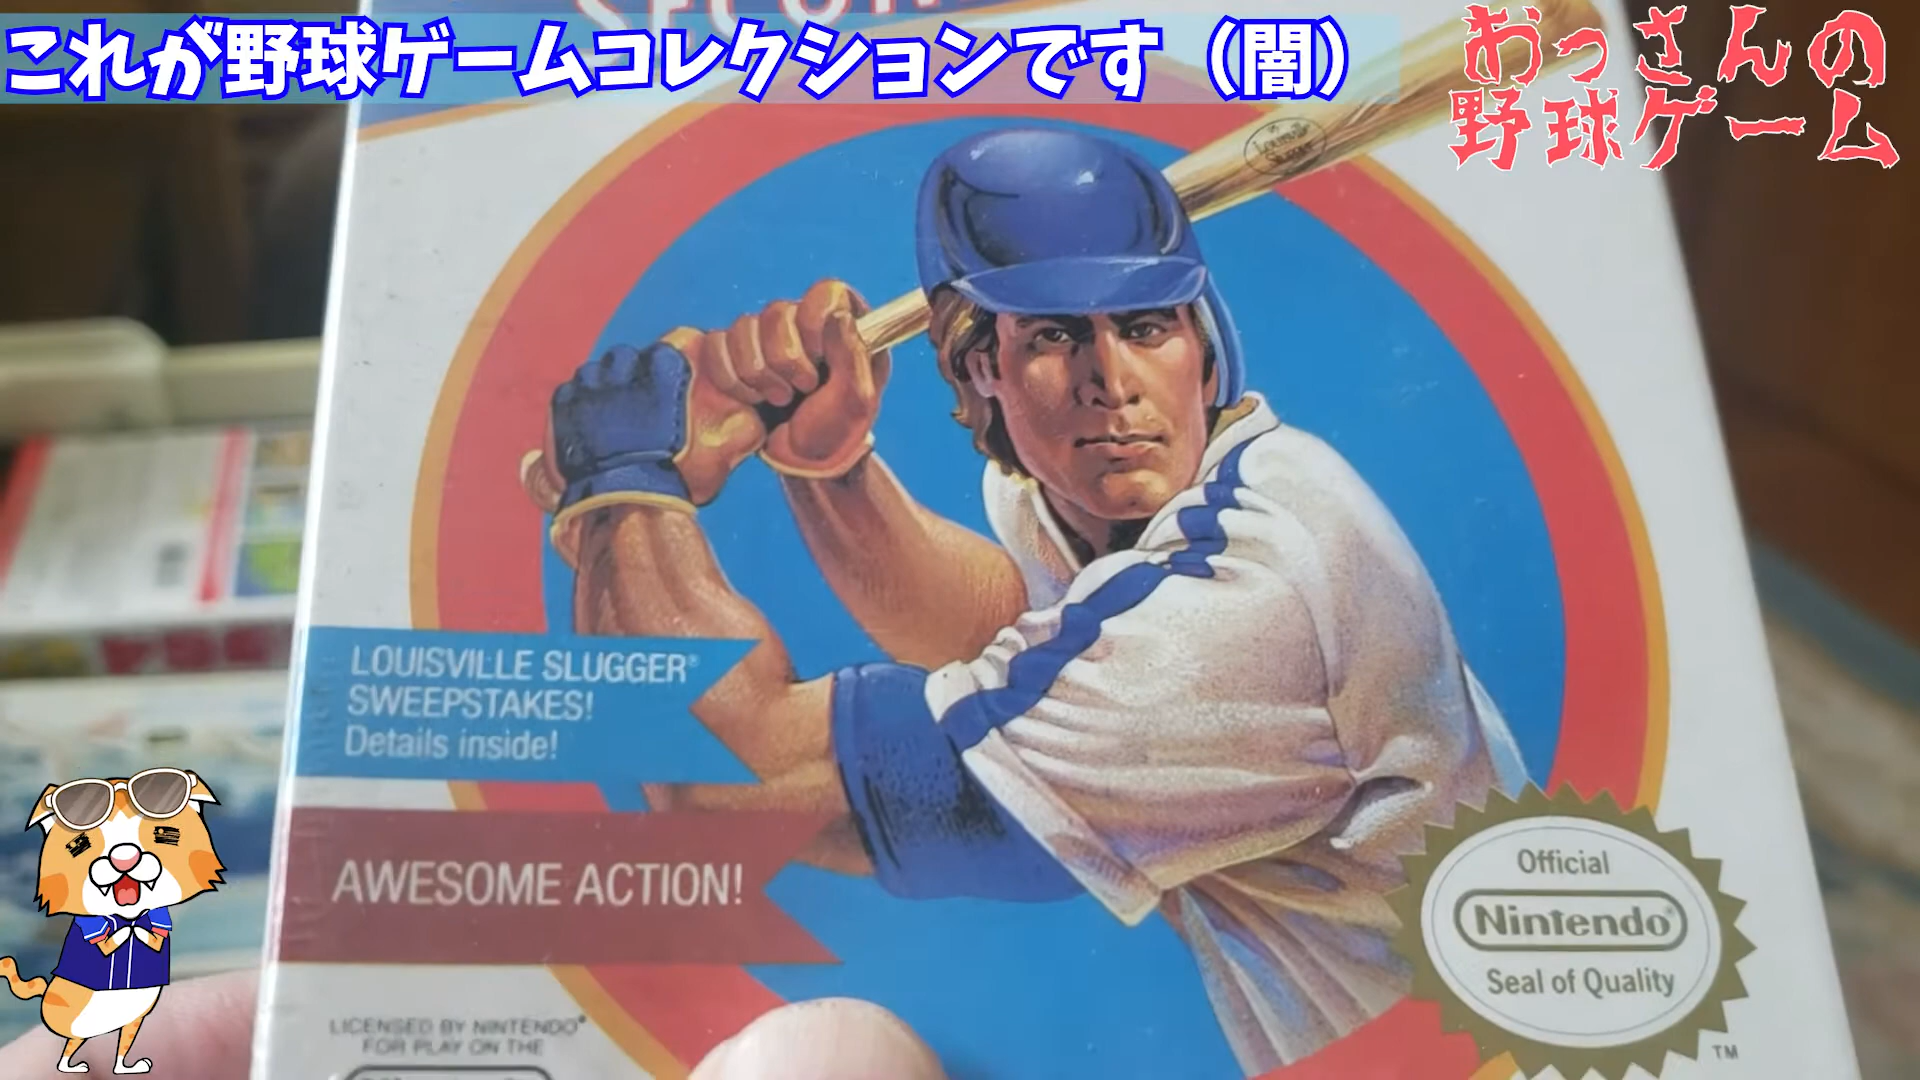 これが野球ゲームコレクションです（闇）
おっさんの
野球ゲーム
Louisville
Slugger
LOUISVILLE SLUGGER®
SWEEPSTAKES!
Details inside!
AWESOME ACTION!
Official
Nintendo®
Seal of Quality
TM
LICENSED BY NINTENDO®
FOR PLAY ON THE